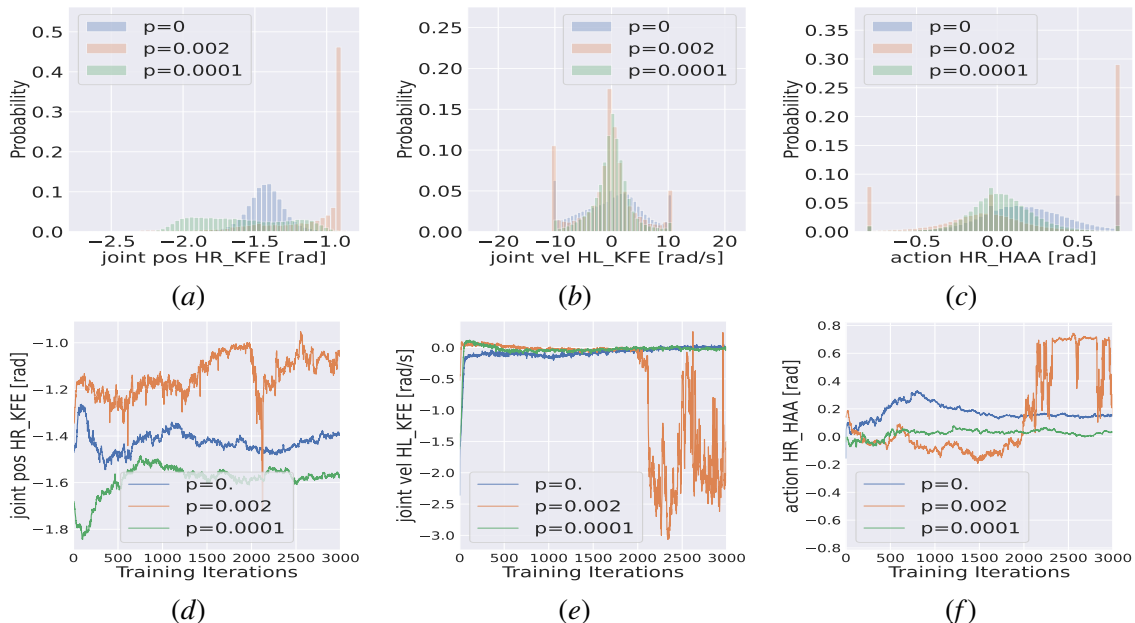 0.5
0.4
0.3
0.2
0.1
0.0
Probability
p=0
p=0.002
p=0.0001
−2.5 −2.0 −1.5 −1.0
joint pos HR_KFE [rad]
(a)
0.25
0.20
0.15
0.10
0.05
0.00
Probability
p=0
p=0.002
p=0.0001
−20 −10 0 10 20
joint vel HL_KFE [rad/s]
(b)
0.5
0.4
0.3
0.2
0.1
0.0
Probability
p=0
p=0.002
p=0.0001
−0.5 0.0 0.5
action HR_HAA [rad]
(c)
−1.0
−1.2
−1.4
−1.6
−1.8
joint pos HR_KFE [rad]
p=0.
p=0.002
p=0.0001
0 500 1000 1500 2000 2500 3000
Training Iterations
(d)
0.0
−0.5
−1.0
−1.5
−2.0
−2.5
−3.0
joint vel HL_KFE [rad/s]
p=0.
p=0.002
p=0.0001
0 500 1000 1500 2000 2500 3000
Training Iterations
(e)
0.8
0.6
0.4
0.2
0.0
−0.2
−0.4
−0.6
−0.8
action HR_HAA [rad]
p=0.
p=0.002
p=0.0001
0 500 1000 1500 2000 2500 3000
Training Iterations
(f)